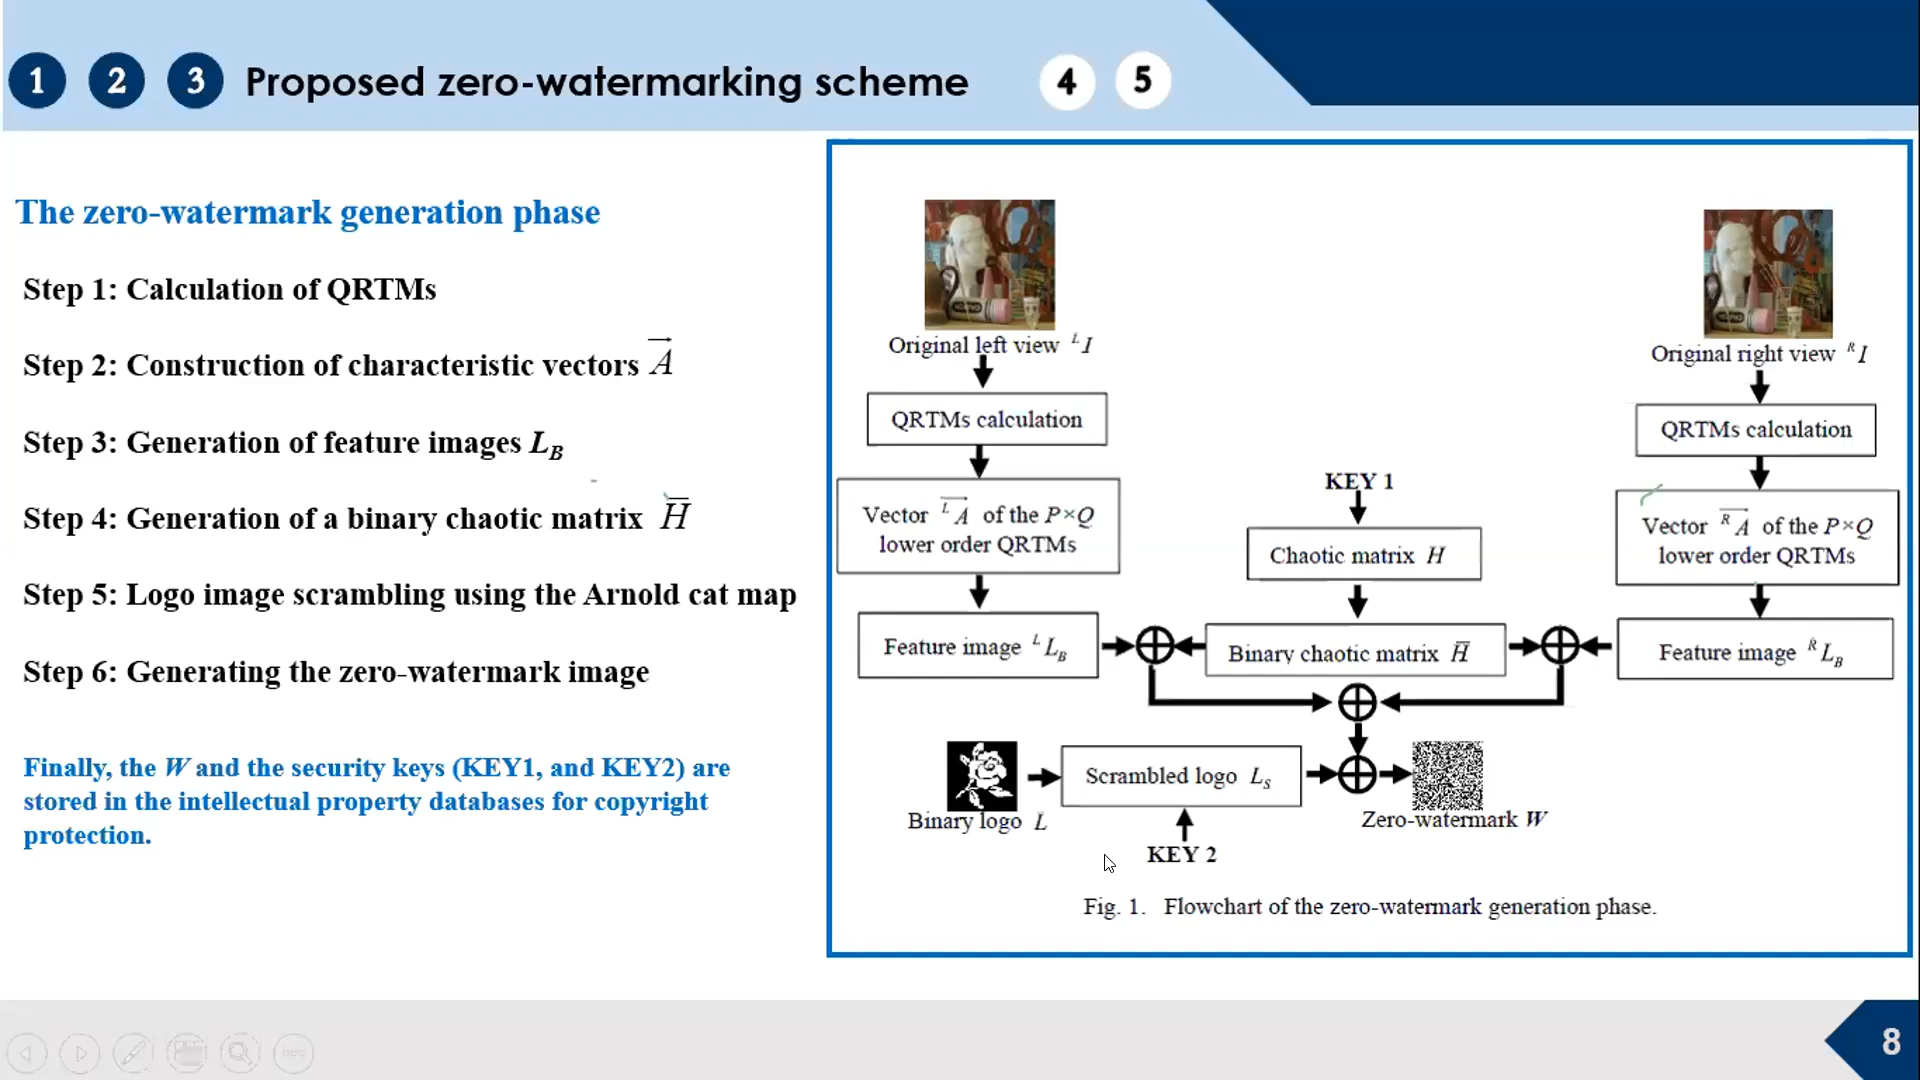 1 2 3 Proposed zero-watermarking scheme 4 5
The zero-watermark generation phase
Step 1: Calculation of QRTMs
Step 2: Construction of characteristic vectors A⃗
Step 3: Generation of feature images L_B
Step 4: Generation of a binary chaotic matrix H̅
Step 5: Logo image scrambling using the Arnold cat map
Step 6: Generating the zero-watermark image
Finally, the W and the security keys (KEY1, and KEY2) are
stored in the intellectual property databases for copyright
protection.
Original left view ᴸI
QRTMs calculation
Vector ᴸA⃗ of the P×Q
lower order QRTMs
Feature image ᴸL_B
KEY 1
Chaotic matrix H
Binary chaotic matrix H̅
Original right view ᴿI
QRTMs calculation
Vector ᴿA⃗ of the P×Q
lower order QRTMs
Feature image ᴿL_B
Binary logo L
Scrambled logo L_S
KEY 2
Zero-watermark W
Fig. 1. Flowchart of the zero-watermark generation phase.
8